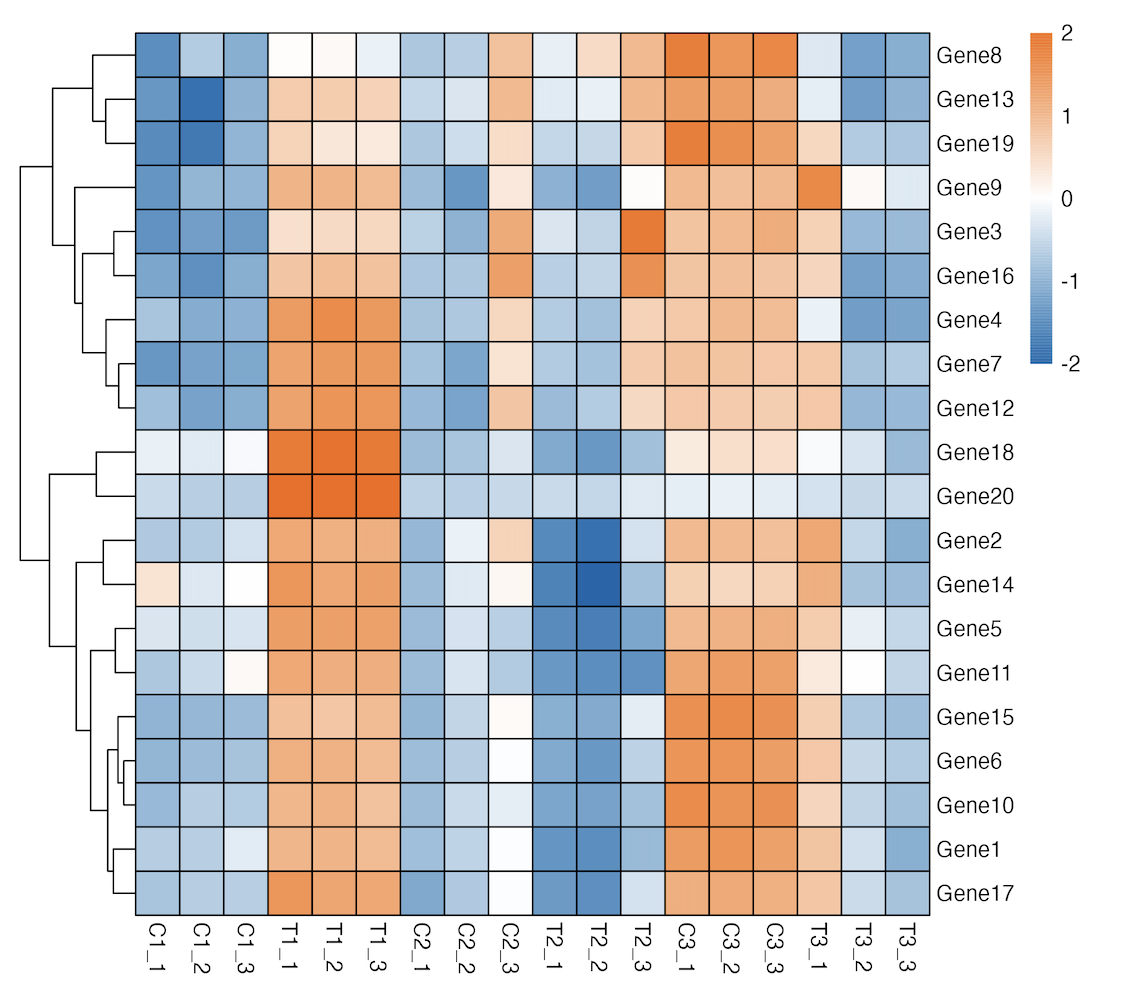 Gene8
Gene13
Gene19
Gene9
Gene3
Gene16
Gene4
Gene7
Gene12
Gene18
Gene20
Gene2
Gene14
Gene5
Gene11
Gene15
Gene6
Gene10
Gene1
Gene17
C1_1
C1_2
C1_3
T1_1
T1_2
T1_3
C2_1
C2_2
C2_3
T2_1
T2_2
T2_3
C3_1
C3_2
C3_3
T3_1
T3_2
T3_3
2
1
0
-1
-2